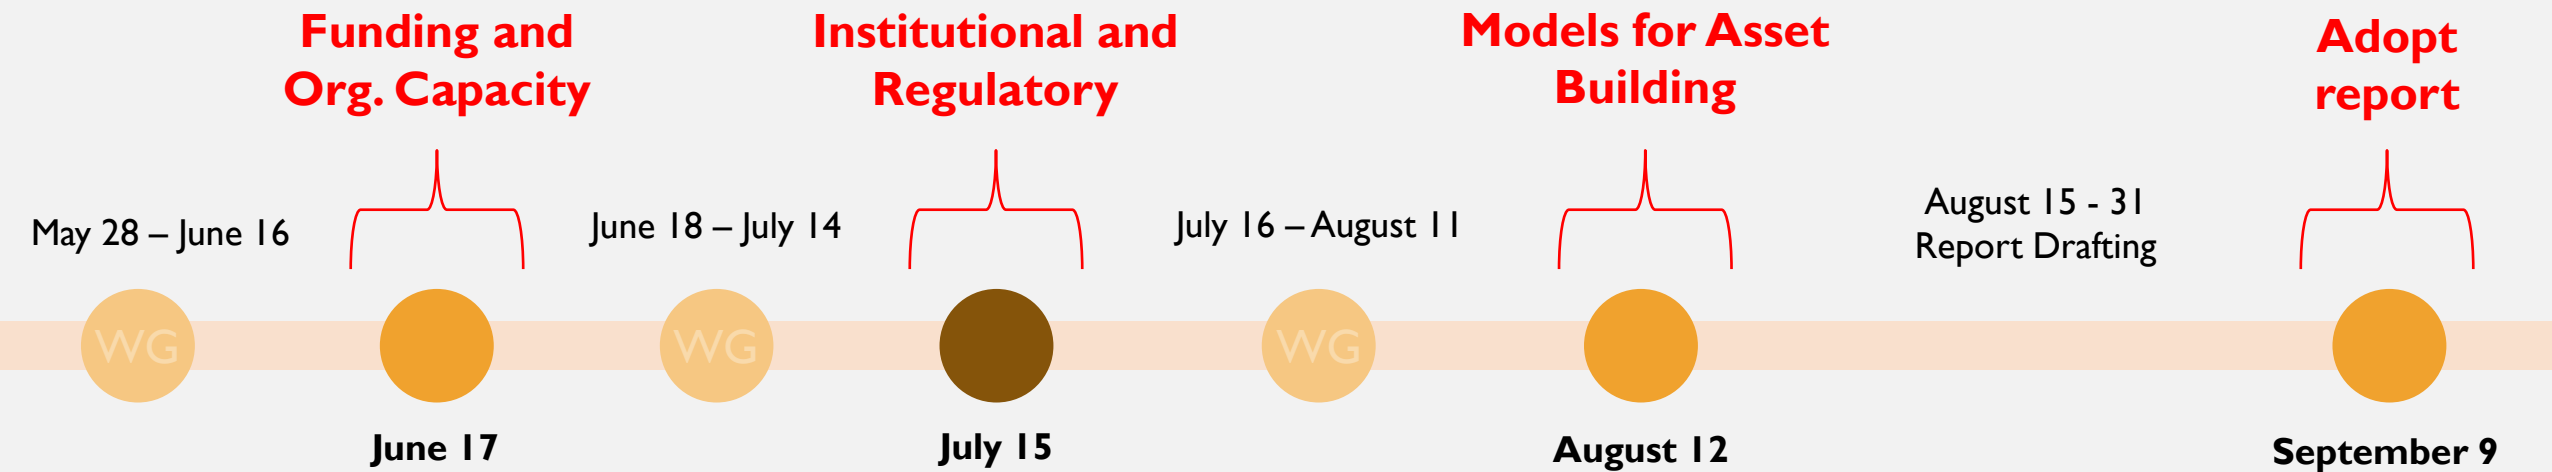 Funding and
Org. Capacity
Institutional and
Regulatory
Models for Asset
Building
Adopt
report
May 28 – June 16
June 18 – July 14
July 16 – August 11
August 15 - 31
Report Drafting
WG
WG
WG
June 17
July 15
August 12
September 9